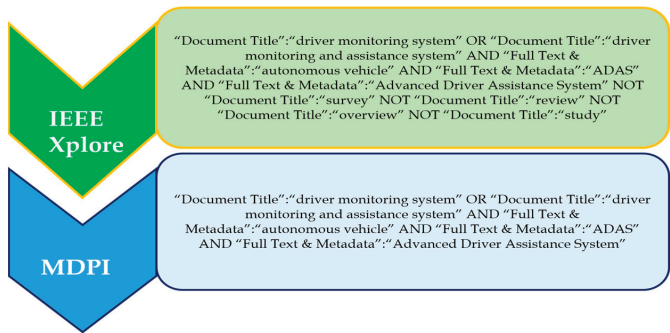 IEEE
Xplore
“Document Title”:“driver monitoring system” OR “Document Title”:“driver
monitoring and assistance system” AND “Full Text &
Metadata”:“autonomous vehicle” AND “Full Text & Metadata”:“ADAS”
AND “Full Text & Metadata”:“Advanced Driver Assistance System” NOT
“Document Title”:“survey” NOT “Document Title”:“review” NOT
“Document Title”:“overview” NOT “Document Title”:“study”
MDPI
“Document Title”:“driver monitoring system” OR “Document Title”:“driver
monitoring and assistance system” AND “Full Text &
Metadata”:“autonomous vehicle” AND “Full Text & Metadata”:“ADAS”
AND “Full Text & Metadata”:“Advanced Driver Assistance System”